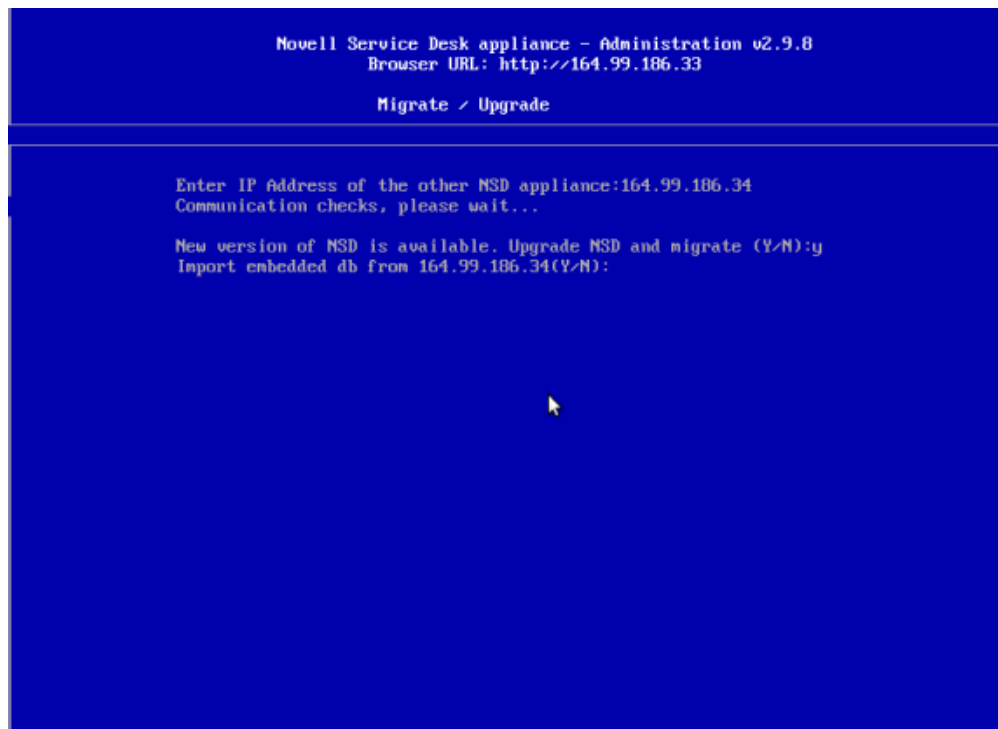 Novell Service Desk appliance - Administration v2.9.8
Browser URL: http://164.99.186.33
Migrate / Upgrade
Enter IP Address of the other NSD appliance:164.99.186.34
Communication checks, please wait...
New version of NSD is available. Upgrade NSD and migrate (Y/N):y
Import embedded db from 164.99.186.34(Y/N):